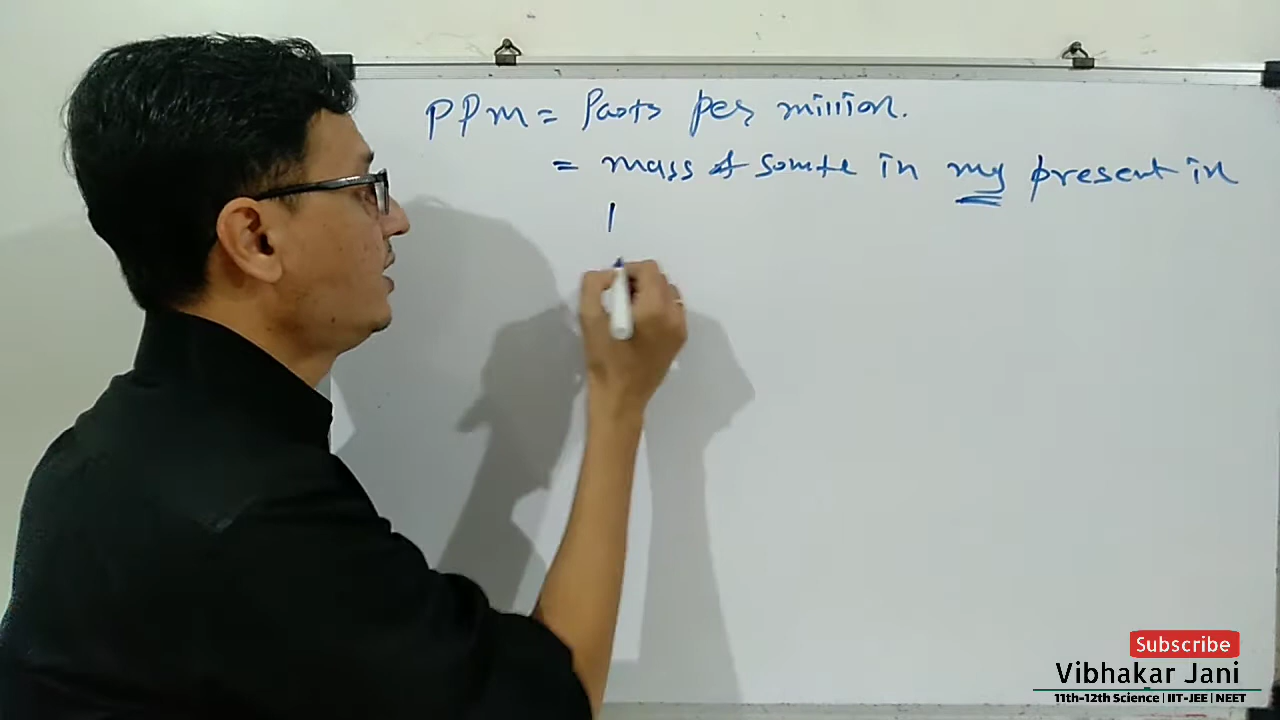 PPm = Parts per million.
= mass of solute in mg present in
1
Subscribe
Vibhakar Jani
11th-12th Science | IIT-JEE | NEET